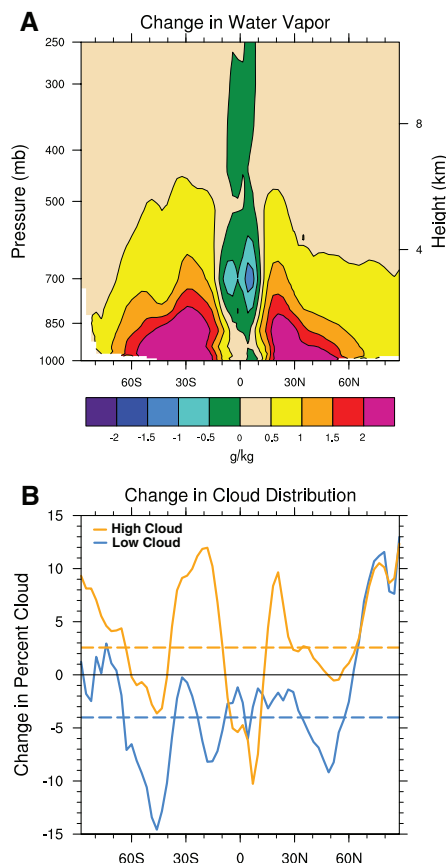 A
Change in Water Vapor
250
300
400
500
700
850
1000
Pressure (mb)
8
4
Height (km)
60S 30S 0 30N 60N
-2 -1.5 -1 -0.5 0 0.5 1 1.5 2
g/kg
B
Change in Cloud Distribution
High Cloud
Low Cloud
15
10
5
0
-5
-10
-15
Change in Percent Cloud
60S 30S 0 30N 60N